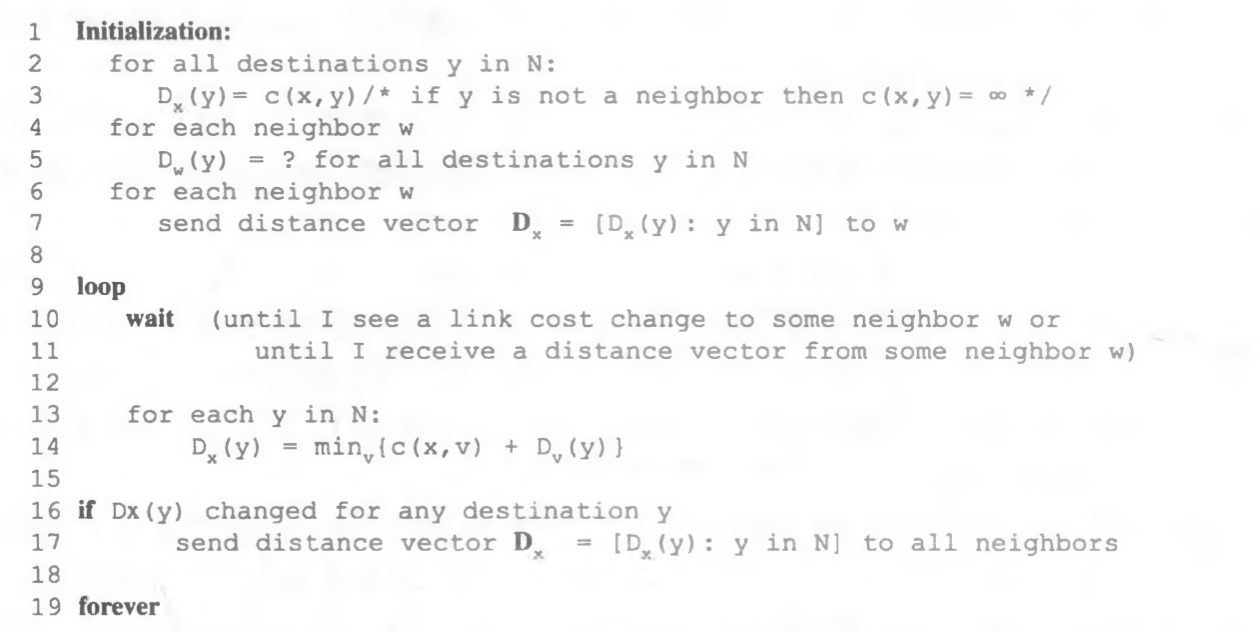 1 Initialization:
2 for all destinations y in N:
3 Dx(y)= c(x,y)/* if y is not a neighbor then c(x,y)= ∞ */
4 for each neighbor w
5 Dw(y) = ? for all destinations y in N
6 for each neighbor w
7 send distance vector Dx = [Dx(y): y in N] to w
8
9 loop
10 wait (until I see a link cost change to some neighbor w or
11 until I receive a distance vector from some neighbor w)
12
13 for each y in N:
14 Dx(y) = minv{c(x,v) + Dv(y)}
15
16 if Dx(y) changed for any destination y
17 send distance vector Dx = [Dx(y): y in N] to all neighbors
18
19 forever